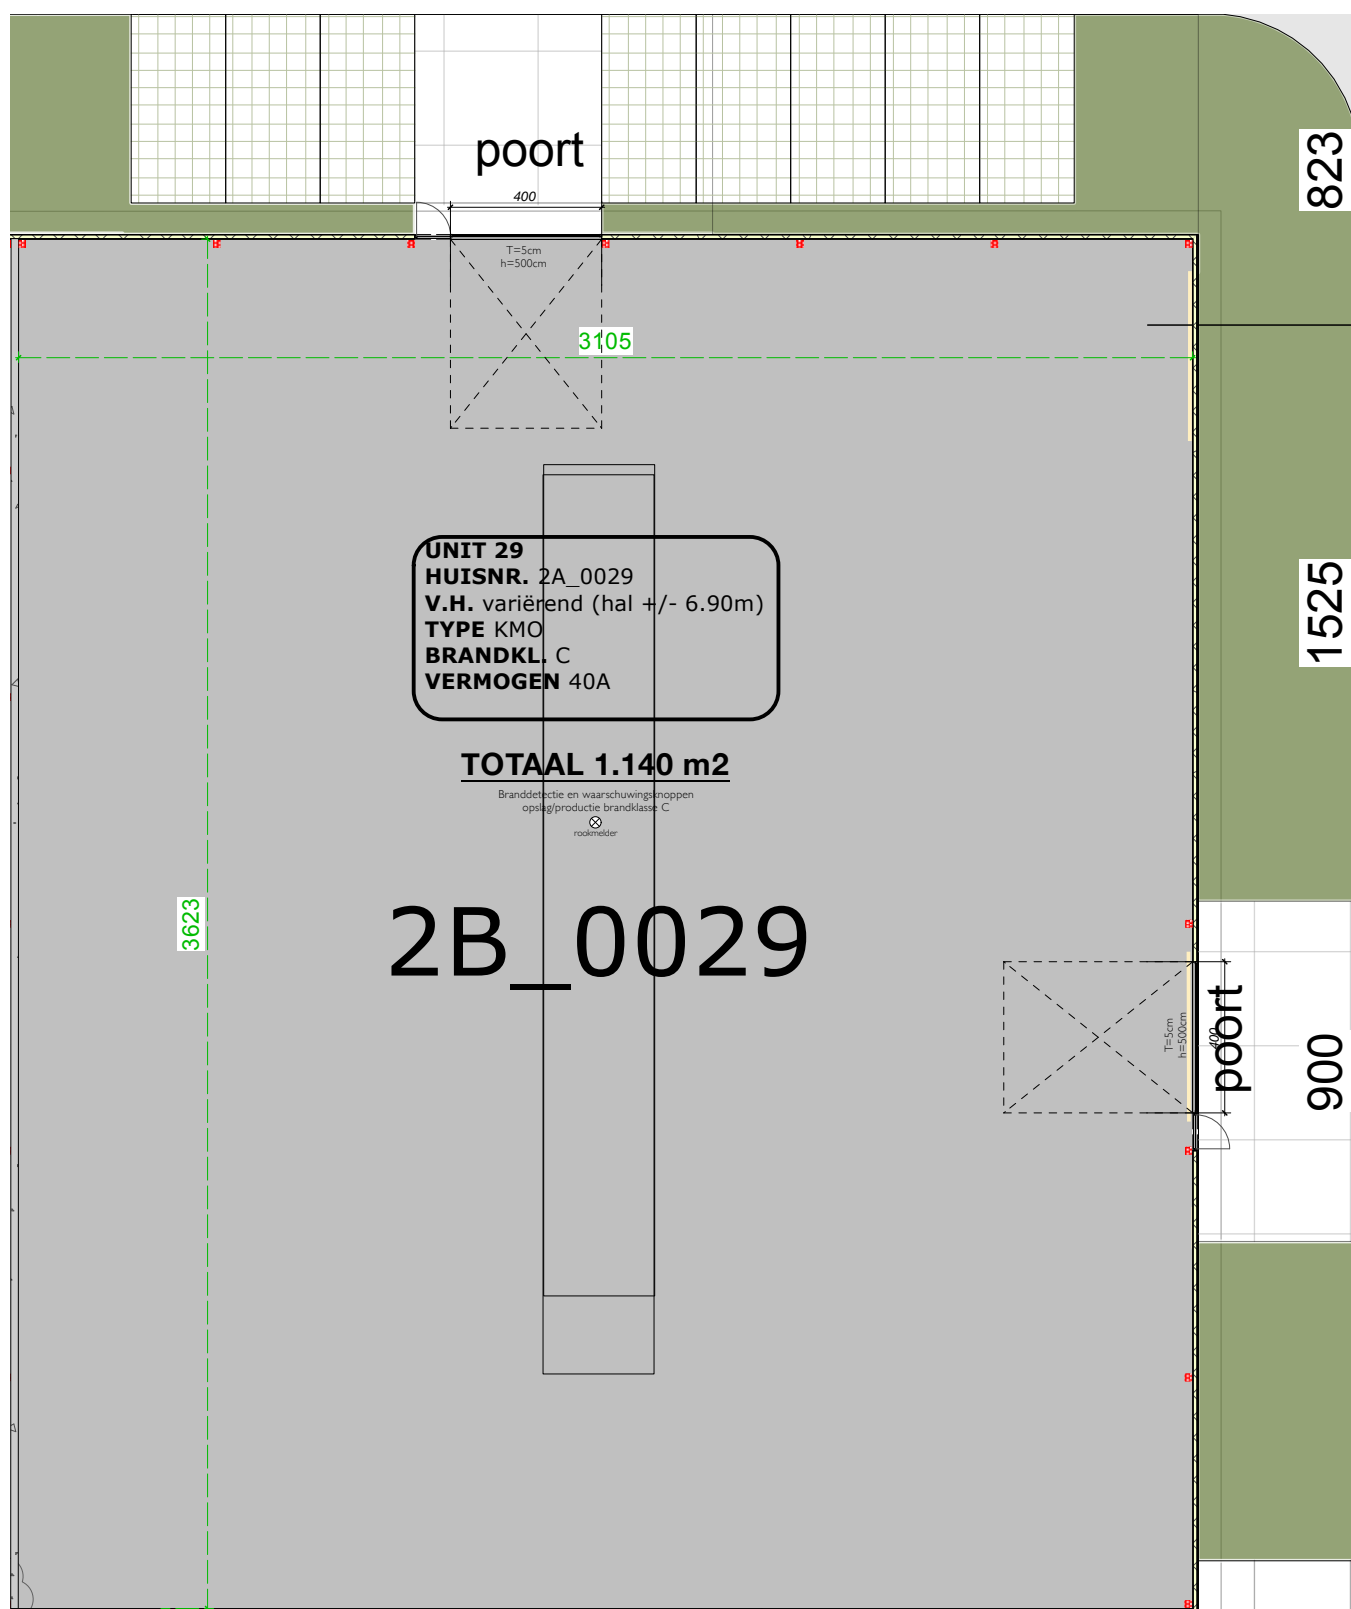 poort
823
400
T=5cm
h=500cm
3105
UNIT 29
HUISNR. 2A_0029
V.H. variërend (hal +/- 6.90m)
TYPE KMO
BRANDKL. C
VERMOGEN 40A
1525
TOTAAL 1.140 m2
Branddetectie en waarschuwingsknoppen
opslag/productie brandklasse C
rookmelder
3623
2B_0029
T=5cm
h=500cm
400
poort
900